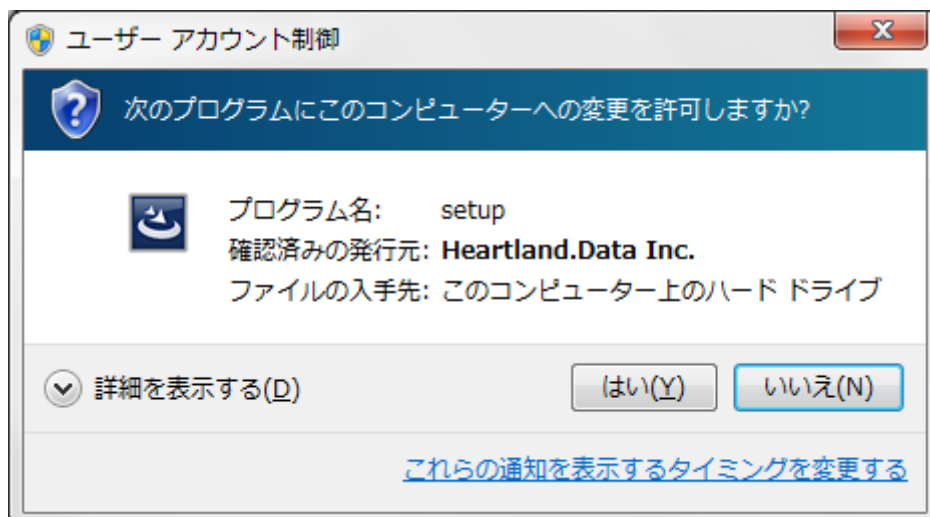 ユーザー アカウント制御
次のプログラムにこのコンピューターへの変更を許可しますか?
プログラム名: setup
確認済みの発行元: Heartland.Data Inc.
ファイルの入手先: このコンピューター上のハード ドライブ
詳細を表示する(D) はい(Y) いいえ(N)
これらの通知を表示するタイミングを変更する